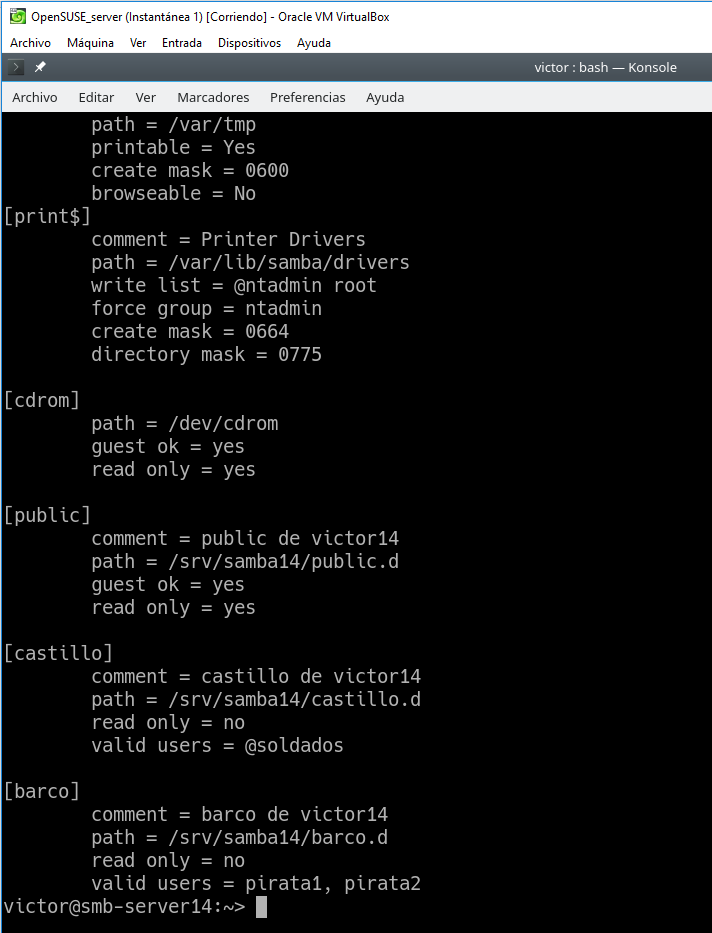 OpenSUSE_server (Instantánea 1) [Corriendo] - Oracle VM VirtualBox
Archivo Máquina Ver Entrada Dispositivos Ayuda
victor : bash — Konsole
Archivo Editar Ver Marcadores Preferencias Ayuda
path = /var/tmp
printable = Yes
create mask = 0600
browseable = No
[print$]
comment = Printer Drivers
path = /var/lib/samba/drivers
write list = @ntadmin root
force group = ntadmin
create mask = 0664
directory mask = 0775
[cdrom]
path = /dev/cdrom
guest ok = yes
read only = yes
[public]
comment = public de victor14
path = /srv/samba14/public.d
guest ok = yes
read only = yes
[castillo]
comment = castillo de victor14
path = /srv/samba14/castillo.d
read only = no
valid users = @soldados
[barco]
comment = barco de victor14
path = /srv/samba14/barco.d
read only = no
valid users = pirata1, pirata2
victor@smb-server14:~>